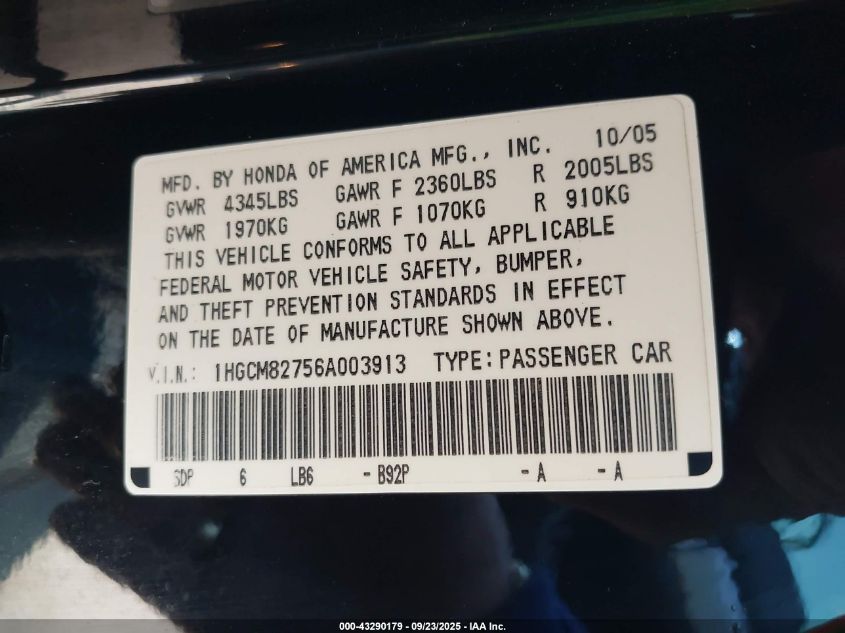 MFD. BY HONDA OF AMERICA MFG., INC. 10/05
GVWR 4345LBS GAWR F 2360LBS R 2005LBS
GVWR 1970KG GAWR F 1070KG R 910KG
THIS VEHICLE CONFORMS TO ALL APPLICABLE
FEDERAL MOTOR VEHICLE SAFETY, BUMPER,
AND THEFT PREVENTION STANDARDS IN EFFECT
ON THE DATE OF MANUFACTURE SHOWN ABOVE.
V.I.N.: 1HGCM82756A003913 TYPE:PASSENGER CAR
SDP 6 LB6 - B92P - A - A
000-43290179 - 09/23/2025 - IAA Inc.